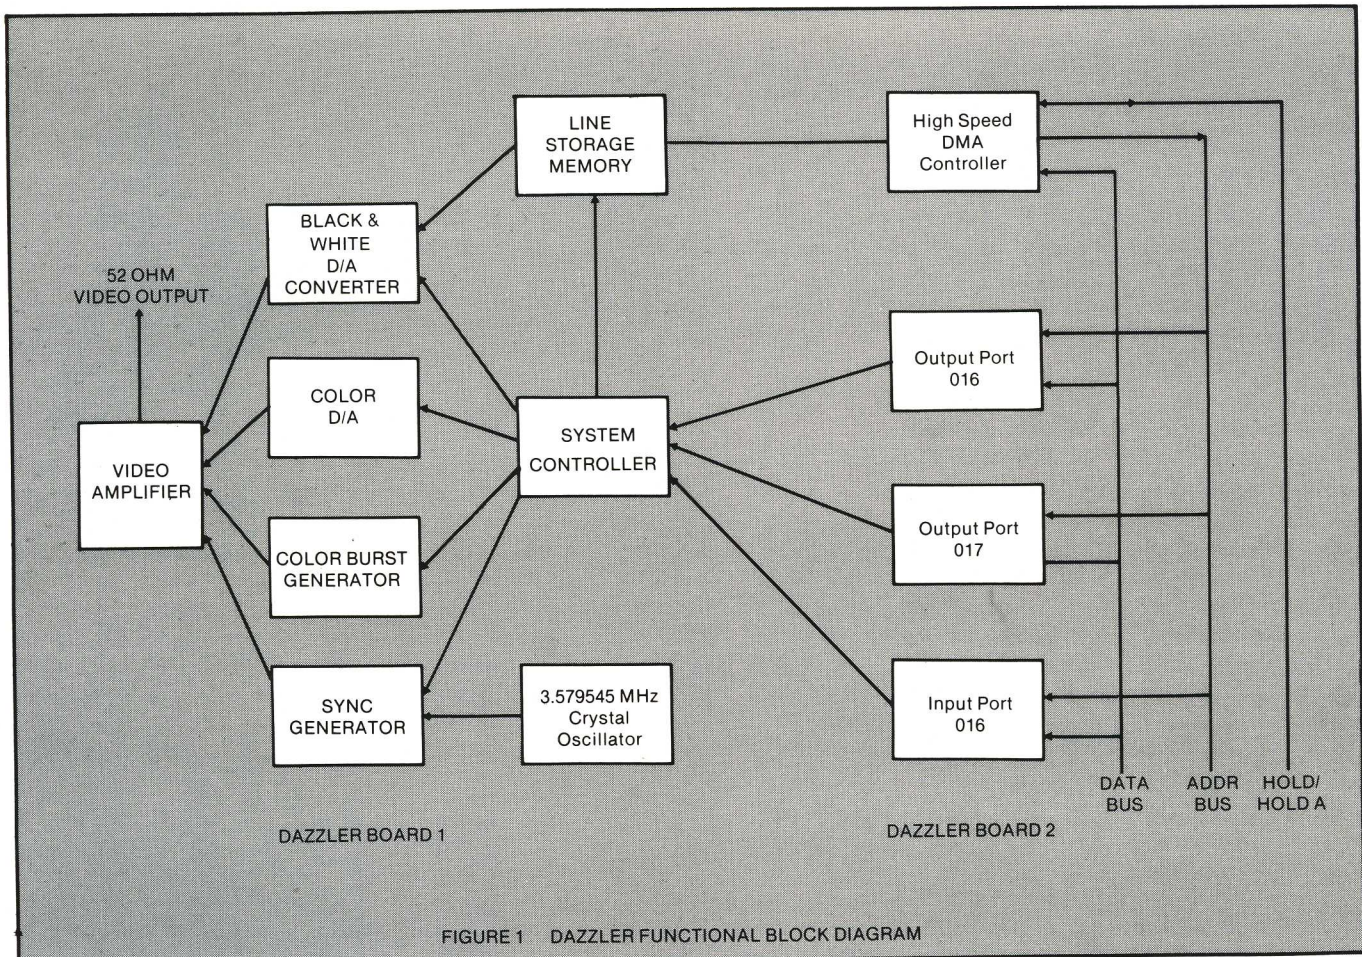 LINE
STORAGE
MEMORY
High Speed
DMA
Controller
BLACK &
WHITE
D/A
CONVERTER
52 OHM
VIDEO OUTPUT
Output Port
016
COLOR
D/A
SYSTEM
CONTROLLER
VIDEO
AMPLIFIER
Output Port
017
COLOR BURST
GENERATOR
SYNC
GENERATOR
3.579545 MHz
Crystal
Oscillator
Input Port
016
DATA
BUS
ADDR
BUS
HOLD/
HOLD A
DAZZLER BOARD 1
DAZZLER BOARD 2
FIGURE 1 DAZZLER FUNCTIONAL BLOCK DIAGRAM